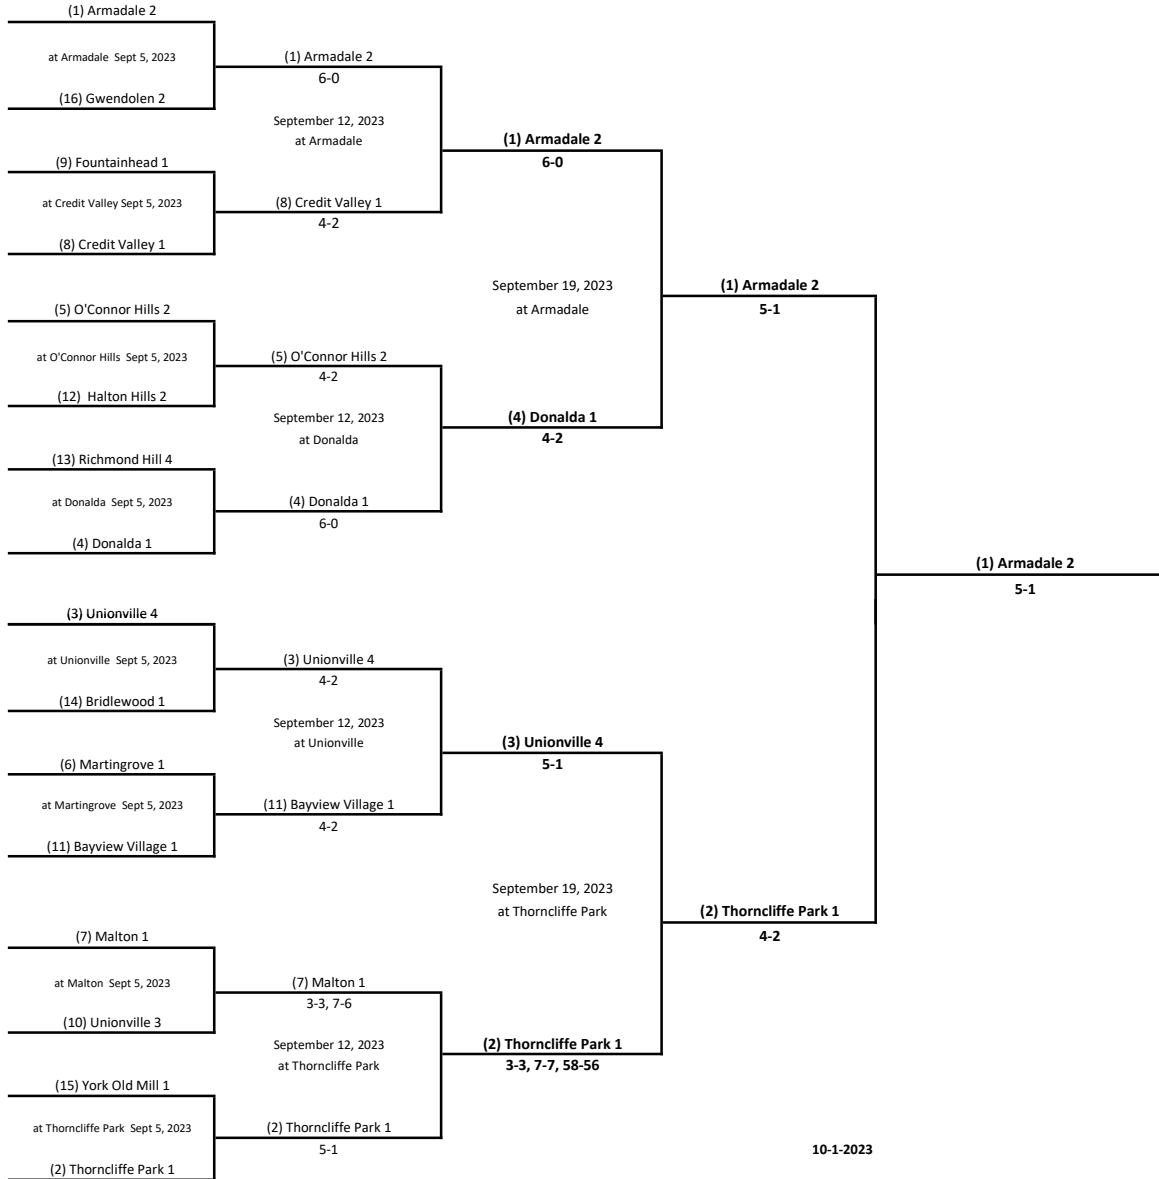 (1) Armadale 2
at Armadale Sept 5, 2023
(16) Gwendolen 2
(9) Fountainhead 1
at Credit Valley Sept 5, 2023
(8) Credit Valley 1
(5) O'Connor Hills 2
at O'Connor Hills Sept 5, 2023
(12) Halton Hills 2
(13) Richmond Hill 4
at Donalda Sept 5, 2023
(4) Donalda 1
(3) Unionville 4
at Unionville Sept 5, 2023
(14) Bridlewood 1
(6) Martingrove 1
at Martingrove Sept 5, 2023
(11) Bayview Village 1
(7) Malton 1
at Malton Sept 5, 2023
(10) Unionville 3
(15) York Old Mill 1
at Thorncliffe Park Sept 5, 2023
(2) Thorncliffe Park 1
(1) Armadale 2
6-0
September 12, 2023
at Armadale
(8) Credit Valley 1
4-2
(5) O'Connor Hills 2
4-2
September 12, 2023
at Donalda
(4) Donalda 1
6-0
(3) Unionville 4
4-2
September 12, 2023
at Unionville
(11) Bayview Village 1
4-2
(7) Malton 1
3-3, 7-6
September 12, 2023
at Thorncliffe Park
(2) Thorncliffe Park 1
5-1
(1) Armadale 2
6-0
September 19, 2023
at Armadale
(4) Donalda 1
4-2
(3) Unionville 4
5-1
September 19, 2023
at Thorncliffe Park
(2) Thorncliffe Park 1
3-3, 7-7, 58-56
(1) Armadale 2
5-1
(2) Thorncliffe Park 1
4-2
(1) Armadale 2
5-1
10-1-2023